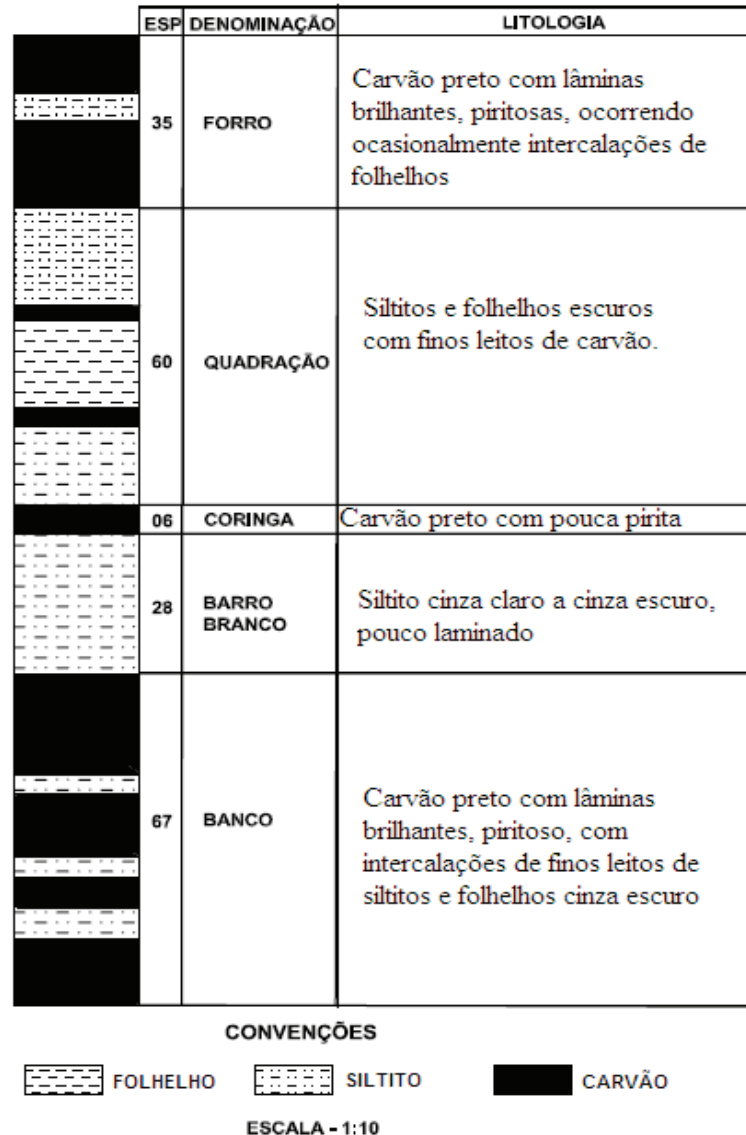 ESP DENOMINAÇÃO LITOLOGIA
35 FORRO
Carvão preto com lâminas
brilhantes, piritosas, ocorrendo
ocasionalmente intercalações de
folhelhos
60 QUADRAÇÃO
Siltitos e folhelhos escuros
com finos leitos de carvão.
06 CORINGA Carvão preto com pouca pirita
28 BARRO
BRANCO
Siltito cinza claro a cinza escuro,
pouco laminado
67 BANCO
Carvão preto com lâminas
brilhantes, piritoso, com
intercalações de finos leitos de
siltitos e folhelhos cinza escuro
CONVENÇÕES
FOLHELHO SILTITO CARVÃO
ESCALA - 1:10